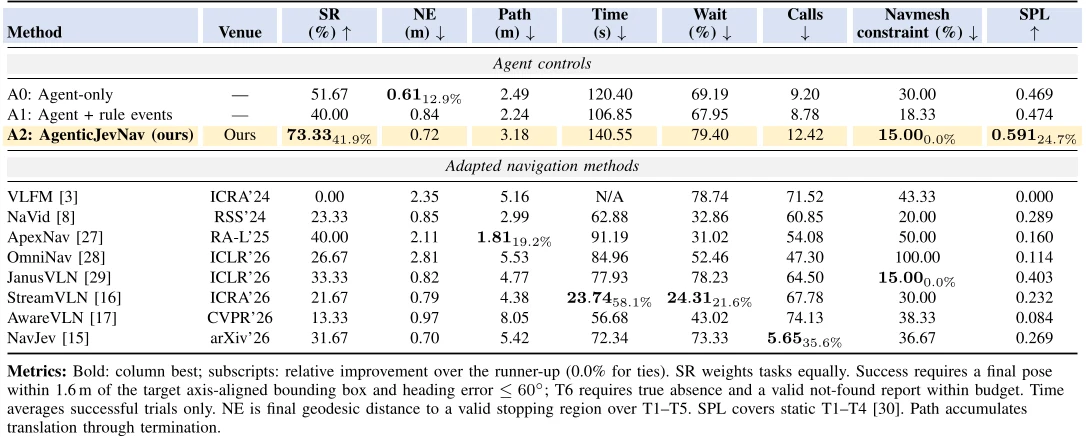 Method Venue SR (%) ↑ NE (m) ↓ Path (m) ↓ Time (s) ↓ Wait (%) ↓ Calls ↓ Navmesh constraint (%) ↓ SPL ↑
Agent controls
A0: Agent-only — 51.67 0.61 12.9% 2.49 120.40 69.19 9.20 30.00 0.469
A1: Agent + rule events — 40.00 0.84 2.24 106.85 67.95 8.78 18.33 0.474
A2: AgenticJevNav (ours) Ours 73.33 41.9% 0.72 3.18 140.55 79.40 12.42 15.00 0.0% 0.591 24.7%
Adapted navigation methods
VLFM [3] ICRA'24 0.00 2.35 5.16 N/A 78.74 71.52 43.33 0.000
NaVid [8] RSS'24 23.33 0.85 2.99 62.88 32.86 60.85 20.00 0.289
ApexNav [27] RA-L'25 40.00 2.11 1.81 19.2% 91.19 31.02 54.08 50.00 0.160
OmniNav [28] ICLR'26 26.67 2.81 5.53 84.96 52.46 47.30 100.00 0.114
JanusVLN [29] ICLR'26 33.33 0.82 4.77 77.93 78.23 64.50 15.00 0.0% 0.403
StreamVLN [16] ICRA'26 21.67 0.79 4.38 23.74 58.1% 24.31 21.6% 67.78 30.00 0.232
AwareVLN [17] CVPR'26 13.33 0.97 8.05 56.68 43.02 74.13 38.33 0.084
NavJev [15] arXiv'26 31.67 0.70 5.42 72.34 73.33 5.65 35.6% 36.67 0.269
Metrics: Bold: column best; subscripts: relative improvement over the runner-up (0.0% for ties). SR weights tasks equally. Success requires a final pose
within 1.6 m of the target axis-aligned bounding box and heading error ≤ 60°; T6 requires true absence and a valid not-found report within budget. Time
averages successful trials only. NE is final geodesic distance to a valid stopping region over T1–T5. SPL covers static T1–T4 [30]. Path accumulates
translation through termination.